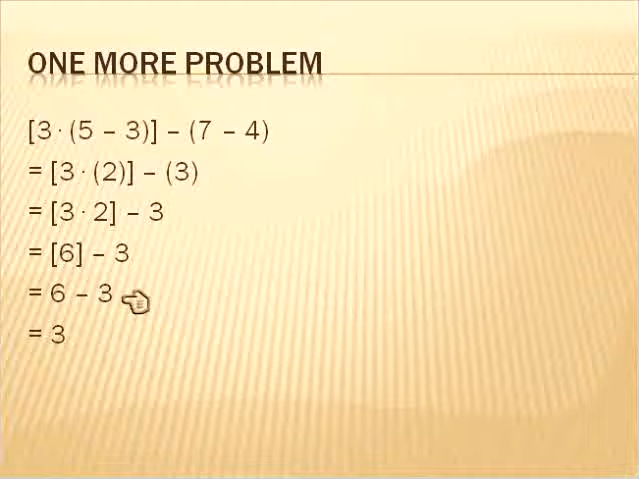 ONE MORE PROBLEM
[3 · (5 – 3)] – (7 – 4)
= [3 · (2)] – (3)
= [3 · 2] – 3
= [6] – 3
= 6 – 3
= 3